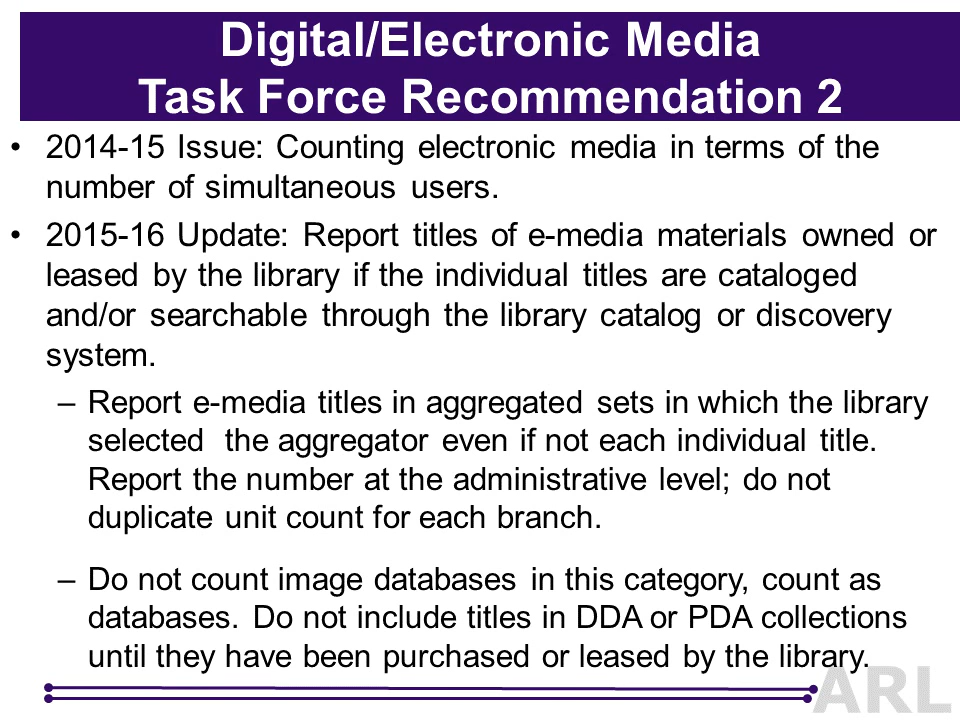 Digital/Electronic Media
Task Force Recommendation 2
• 2014-15 Issue: Counting electronic media in terms of the
number of simultaneous users.
• 2015-16 Update: Report titles of e-media materials owned or
leased by the library if the individual titles are cataloged
and/or searchable through the library catalog or discovery
system.
– Report e-media titles in aggregated sets in which the library
selected the aggregator even if not each individual title.
Report the number at the administrative level; do not
duplicate unit count for each branch.
– Do not count image databases in this category, count as
databases. Do not include titles in DDA or PDA collections
until they have been purchased or leased by the library.
ARL